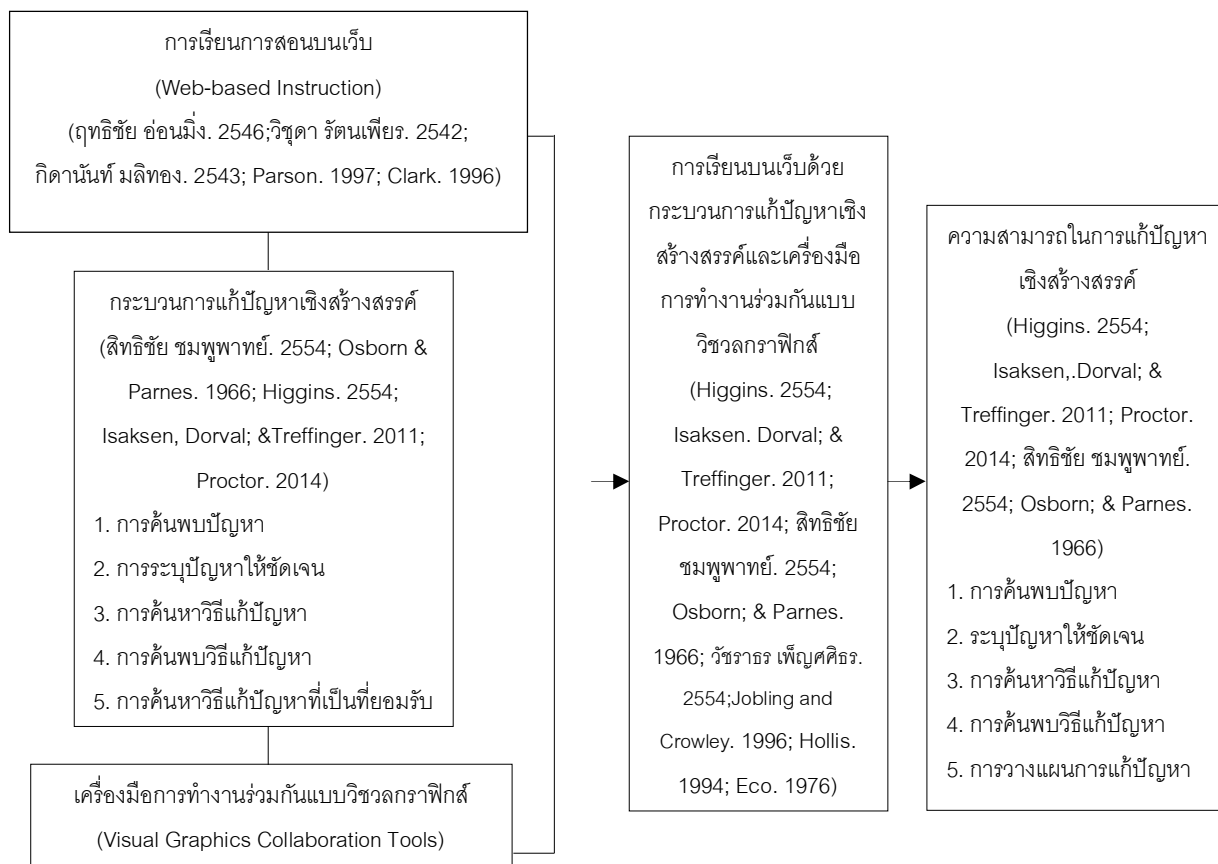 การเรียนการสอนบนเว็บ
(Web-based Instruction)
(ฤทธิชัย อ่อนมิ่ง. 2546;วิชุดา รัตนเพียร. 2542;
กิดานันท์ มลิทอง. 2543; Parson. 1997; Clark. 1996)
กระบวนการแก้ปัญหาเชิงสร้างสรรค์
(สิทธิชัย ชมพูพาทย์. 2554; Osborn &
Parnes. 1966; Higgins. 2554;
Isaksen, Dorval; &Treffinger. 2011;
Proctor. 2014)
1. การค้นพบปัญหา
2. การระบุปัญหาให้ชัดเจน
3. การค้นหาวิธีแก้ปัญหา
4. การค้นพบวิธีแก้ปัญหา
5. การค้นหาวิธีแก้ปัญหาที่เป็นที่ยอมรับ
เครื่องมือการทำงานร่วมกันแบบวิชวลกราฟิกส์
(Visual Graphics Collaboration Tools)
การเรียนบนเว็บด้วย
กระบวนการแก้ปัญหาเชิง
สร้างสรรค์และเครื่องมือ
การทำงานร่วมกันแบบ
วิชวลกราฟิกส์
(Higgins. 2554;
Isaksen. Dorval; &
Treffinger. 2011;
Proctor. 2014; สิทธิชัย
ชมพูพาทย์. 2554;
Osborn; & Parnes.
1966; วัชราธร เพ็ญศศิธร.
2554;Jobling and
Crowley. 1996; Hollis.
1994; Eco. 1976)
ความสามารถในการแก้ปัญหา
เชิงสร้างสรรค์
(Higgins. 2554;
Isaksen,.Dorval; &
Treffinger. 2011; Proctor.
2014; สิทธิชัย ชมพูพาทย์.
2554; Osborn; & Parnes.
1966)
1. การค้นพบปัญหา
2. ระบุปัญหาให้ชัดเจน
3. การค้นหาวิธีแก้ปัญหา
4. การค้นพบวิธีแก้ปัญหา
5. การวางแผนการแก้ปัญหา